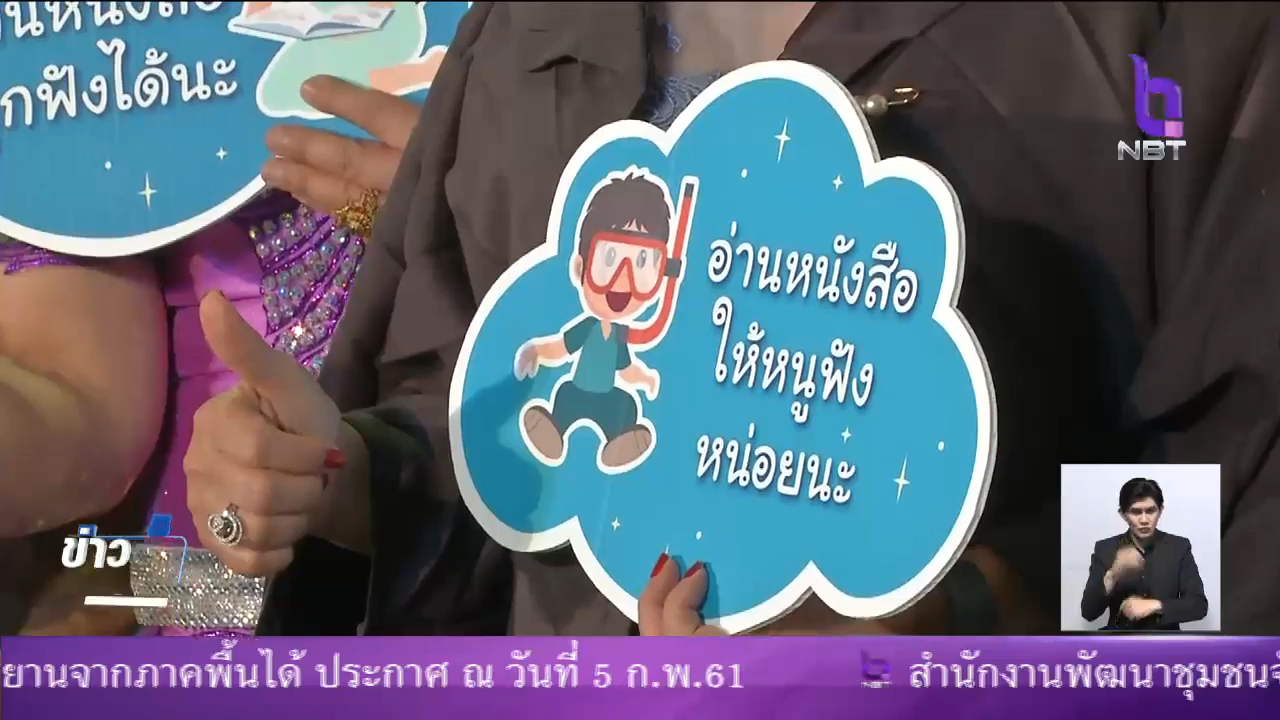 กฟังได้นะ
NBT
อ่านหนังสือ
ให้หนูฟัง
หน่อยนะ
ข่าว
ยานจากภาคพื้นได้ ประกาศ ณ วันที่ 5 ก.พ.61 สำนักงานพัฒนาชุมชนจั